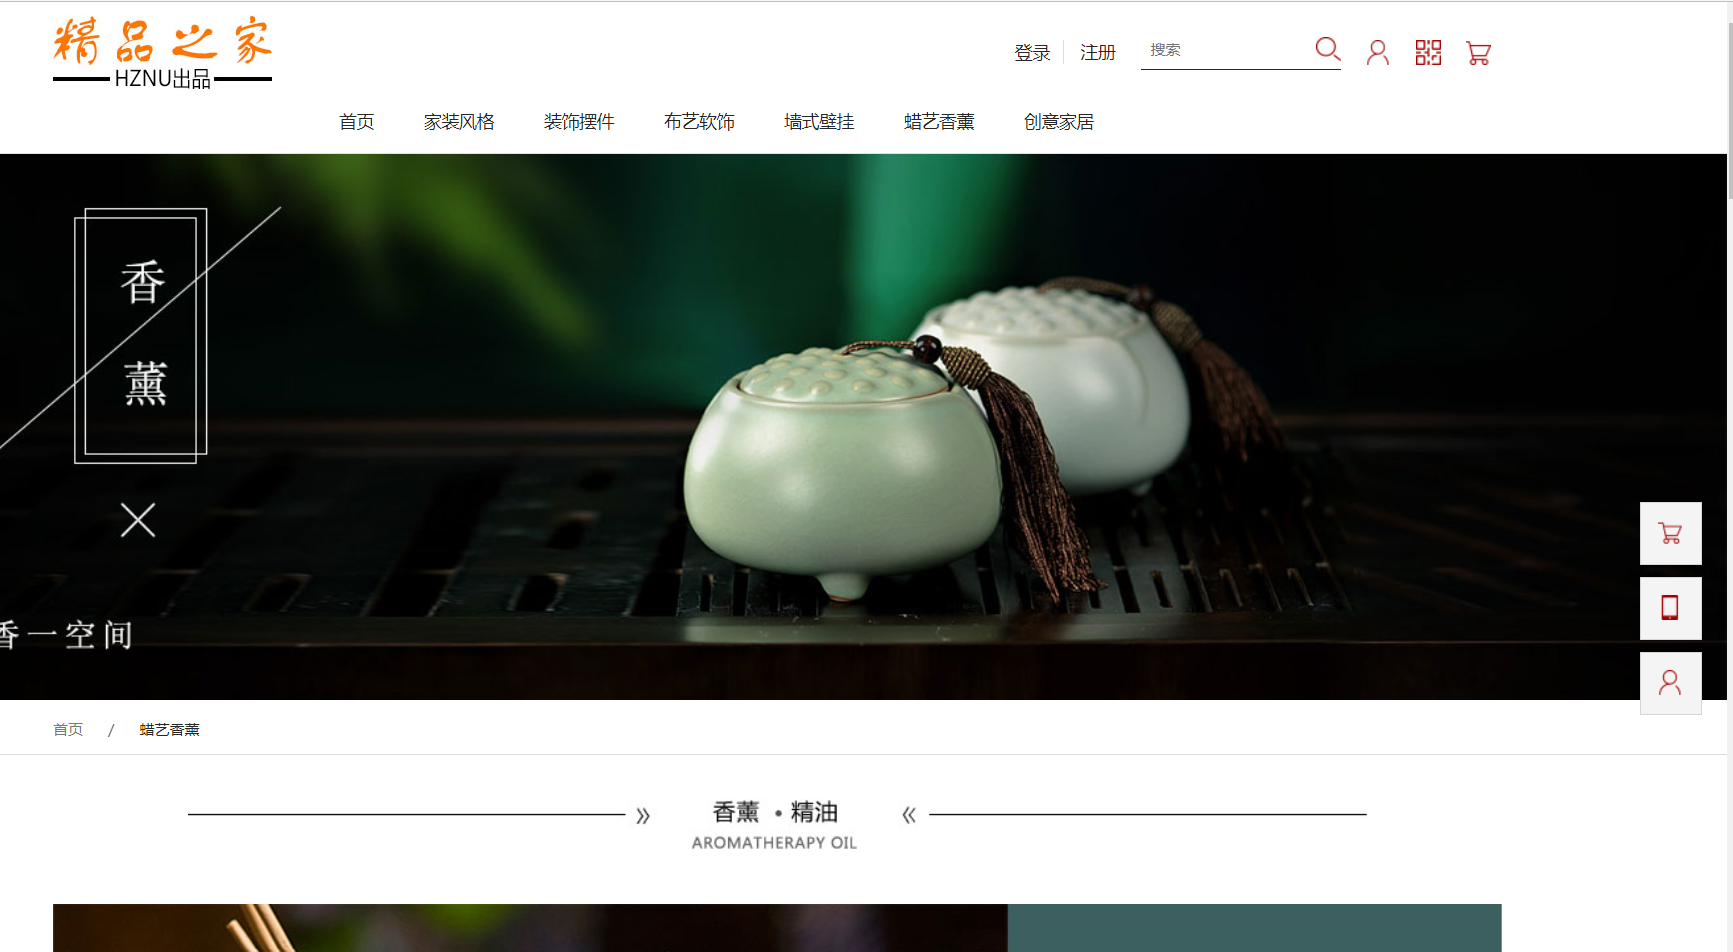 精品之家
HZNU出品
登录 注册 搜索
首页 家装风格 装饰摆件 布艺软饰 墙式壁挂 蜡艺香薰 创意家居
香
薰
香一空间
首页 / 蜡艺香薰
» 香薰 • 精油 «
AROMATHERAPY OIL